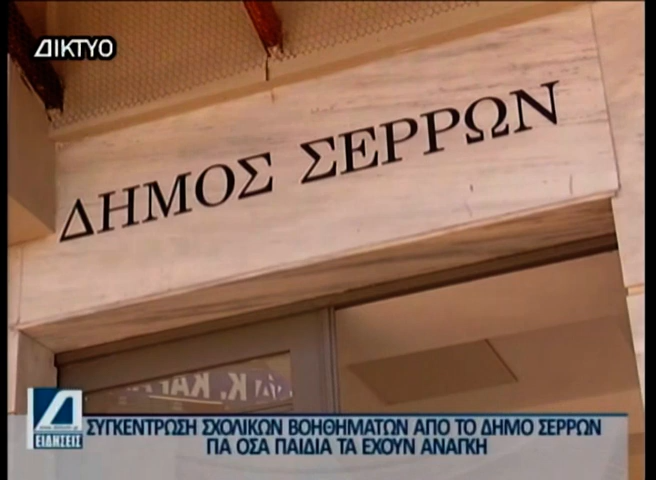 ΔΙΚΤΥΟ
ΔΗΜΟΣ ΣΕΡΡΩΝ
ΣΥΓΚΕΝΤΡΩΣΗ ΣΧΟΛΙΚΩΝ ΒΟΗΘΗΜΑΤΩΝ ΑΠΟ ΤΟ ΔΗΜΟ ΣΕΡΡΩΝ
ΓΙΑ ΟΣΑ ΠΑΙΔΙΑ ΤΑ ΕΧΟΥΝ ΑΝΑΓΚΗ
Δ
ΕΙΔΗΣΕΙΣ